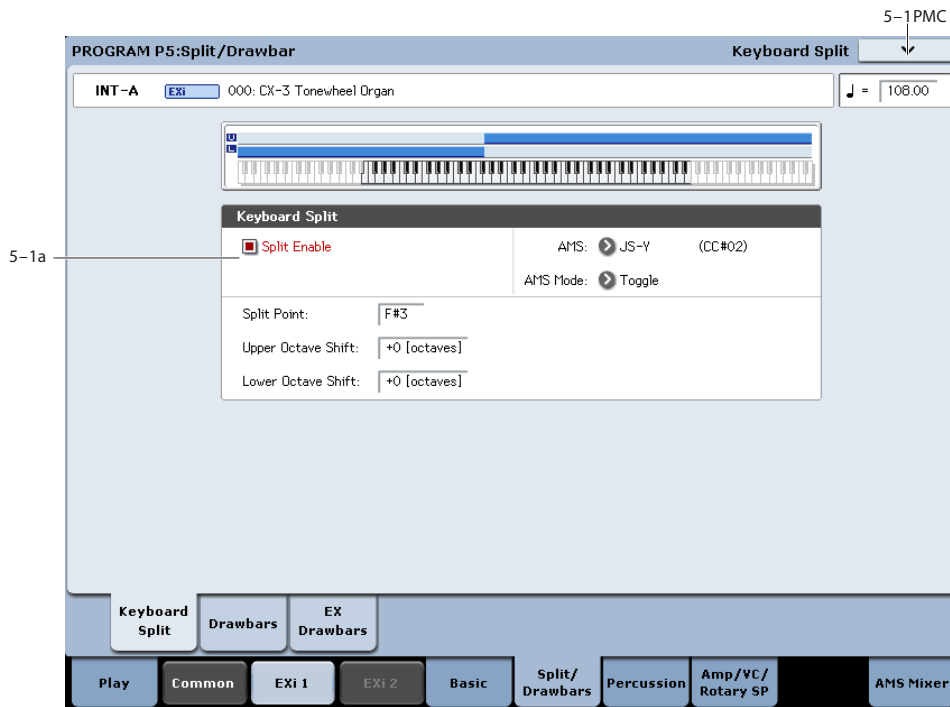 5–1PMC
PROGRAM P5:Split/Drawbar
Keyboard Split
INT-A
EXi
000: CX-3 Tonewheel Organ
♩ = 108.00
U
L
Keyboard Split
5–1a
Split Enable
AMS: JS-Y (CC#02)
AMS Mode: Toggle
Split Point: F#3
Upper Octave Shift: +0 [octaves]
Lower Octave Shift: +0 [octaves]
Keyboard
Split
Drawbars
EX
Drawbars
Play
Common
EXi 1
EXi 2
Basic
Split/
Drawbars
Percussion
Amp/VC/
Rotary SP
AMS Mixer